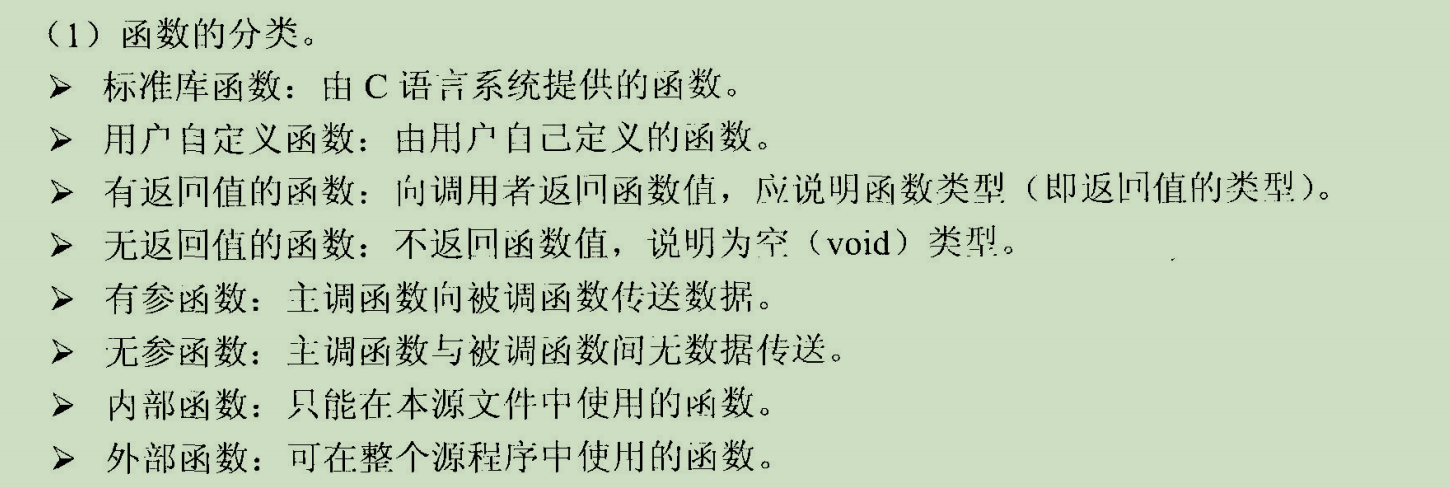 （1）函数的分类。
➢ 标准库函数：由 C 语言系统提供的函数。
➢ 用户自定义函数：由用户自己定义的函数。
➢ 有返回值的函数：向调用者返回函数值，应说明函数类型（即返回值的类型）。
➢ 无返回值的函数：不返回函数值，说明为空（void）类型。
➢ 有参函数：主调函数向被调函数传送数据。
➢ 无参函数：主调函数与被调函数间无数据传送。
➢ 内部函数：只能在本源文件中使用的函数。
➢ 外部函数：可在整个源程序中使用的函数。